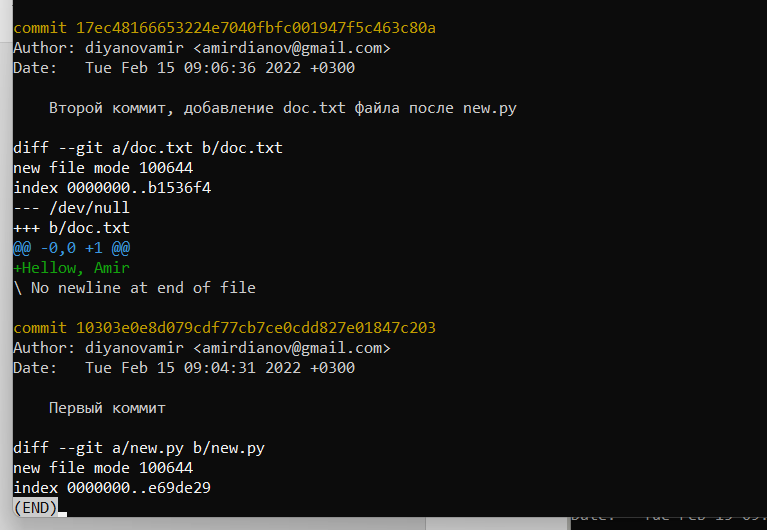 commit 17ec48166653224e7040fbfc001947f5c463c80a
Author: diyanovamir <amirdianov@gmail.com>
Date:   Tue Feb 15 09:06:36 2022 +0300
    Второй коммит, добавление doc.txt файла после new.py
diff --git a/doc.txt b/doc.txt
new file mode 100644
index 0000000..b1536f4
--- /dev/null
+++ b/doc.txt
@@ -0,0 +1 @@
+Hellow, Amir
\ No newline at end of file
commit 10303e0e8d079cdf77cb7ce0cdd827e01847c203
Author: diyanovamir <amirdianov@gmail.com>
Date:   Tue Feb 15 09:04:31 2022 +0300
    Первый коммит
diff --git a/new.py b/new.py
new file mode 100644
index 0000000..e69de29
(END)